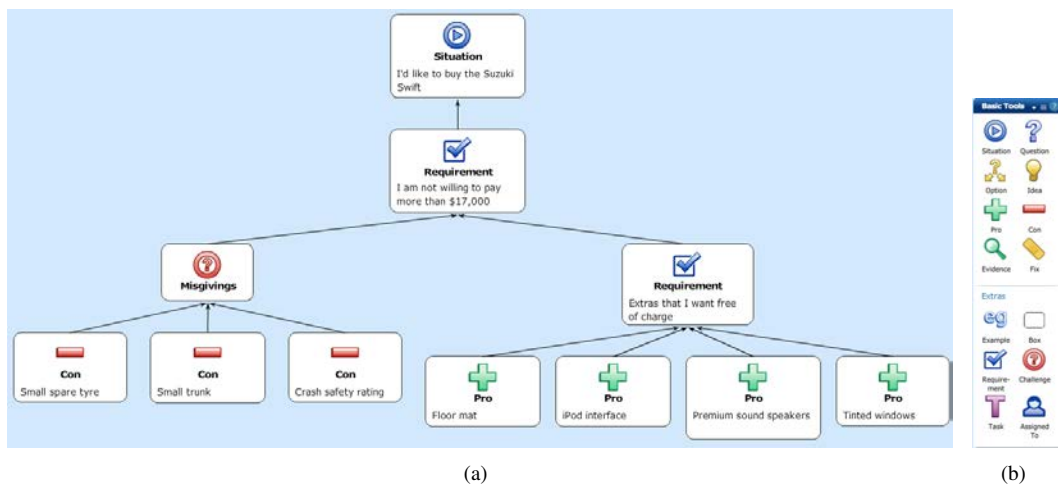 Situation
I'd like to buy the Suzuki
Swift
Requirement
I am not willing to pay
more than $17,000
Misgivings
Requirement
Extras that I want free
of charge
Con
Small spare tyre
Con
Small trunk
Con
Crash safety rating
Pro
Floor mat
Pro
iPod interface
Pro
Premium sound speakers
Pro
Tinted windows
(a)
Basic Tools
Situation Question
Option Idea
Pro Con
Evidence Fix
Extras
eg
Example Box
Require-
ment Challenge
Task Assigned
To
(b)